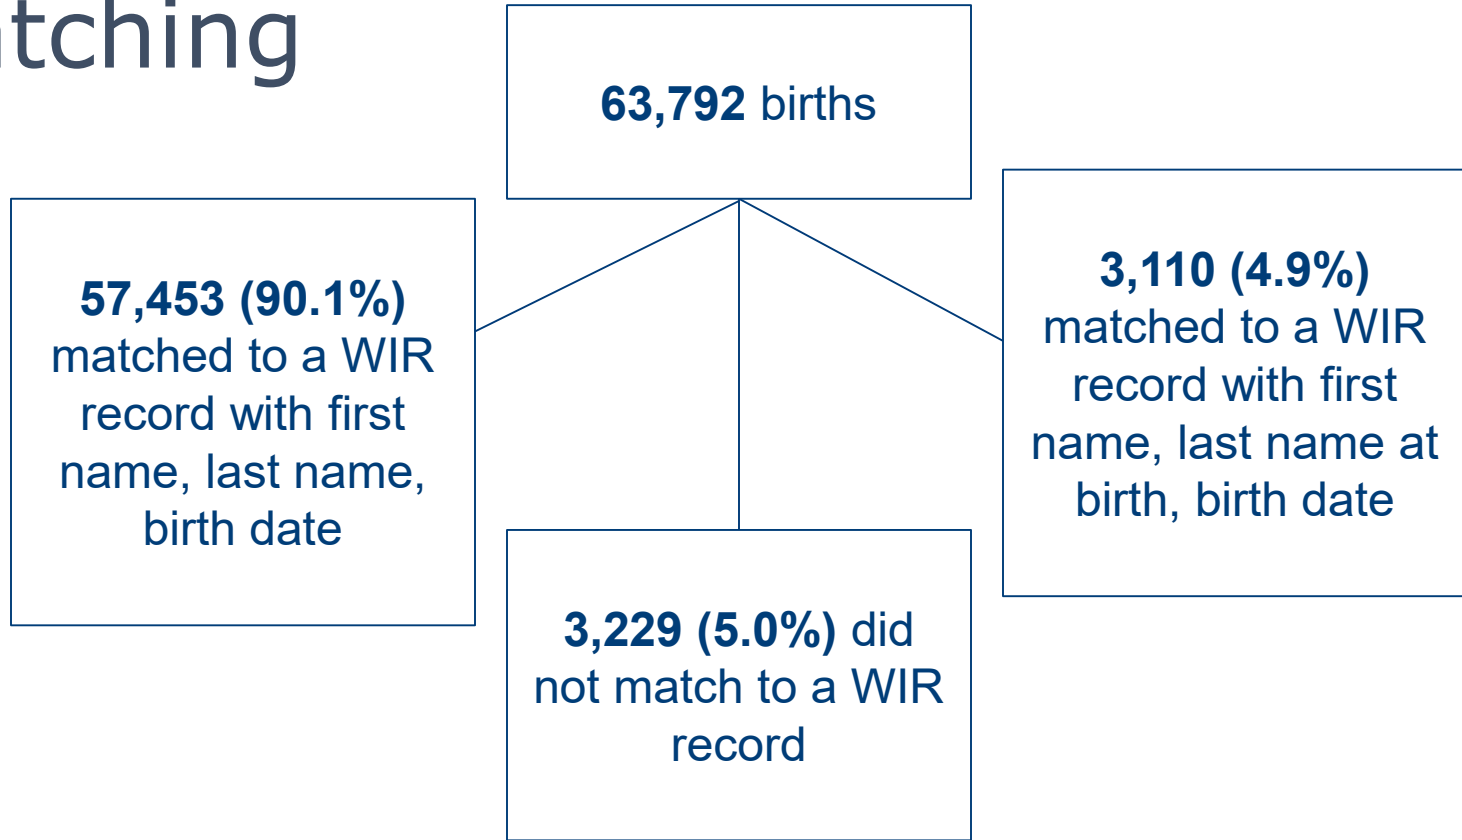 atching
63,792 births
57,453 (90.1%)
matched to a WIR
record with first
name, last name,
birth date
3,110 (4.9%)
matched to a WIR
record with first
name, last name at
birth, birth date
3,229 (5.0%) did
not match to a WIR
record